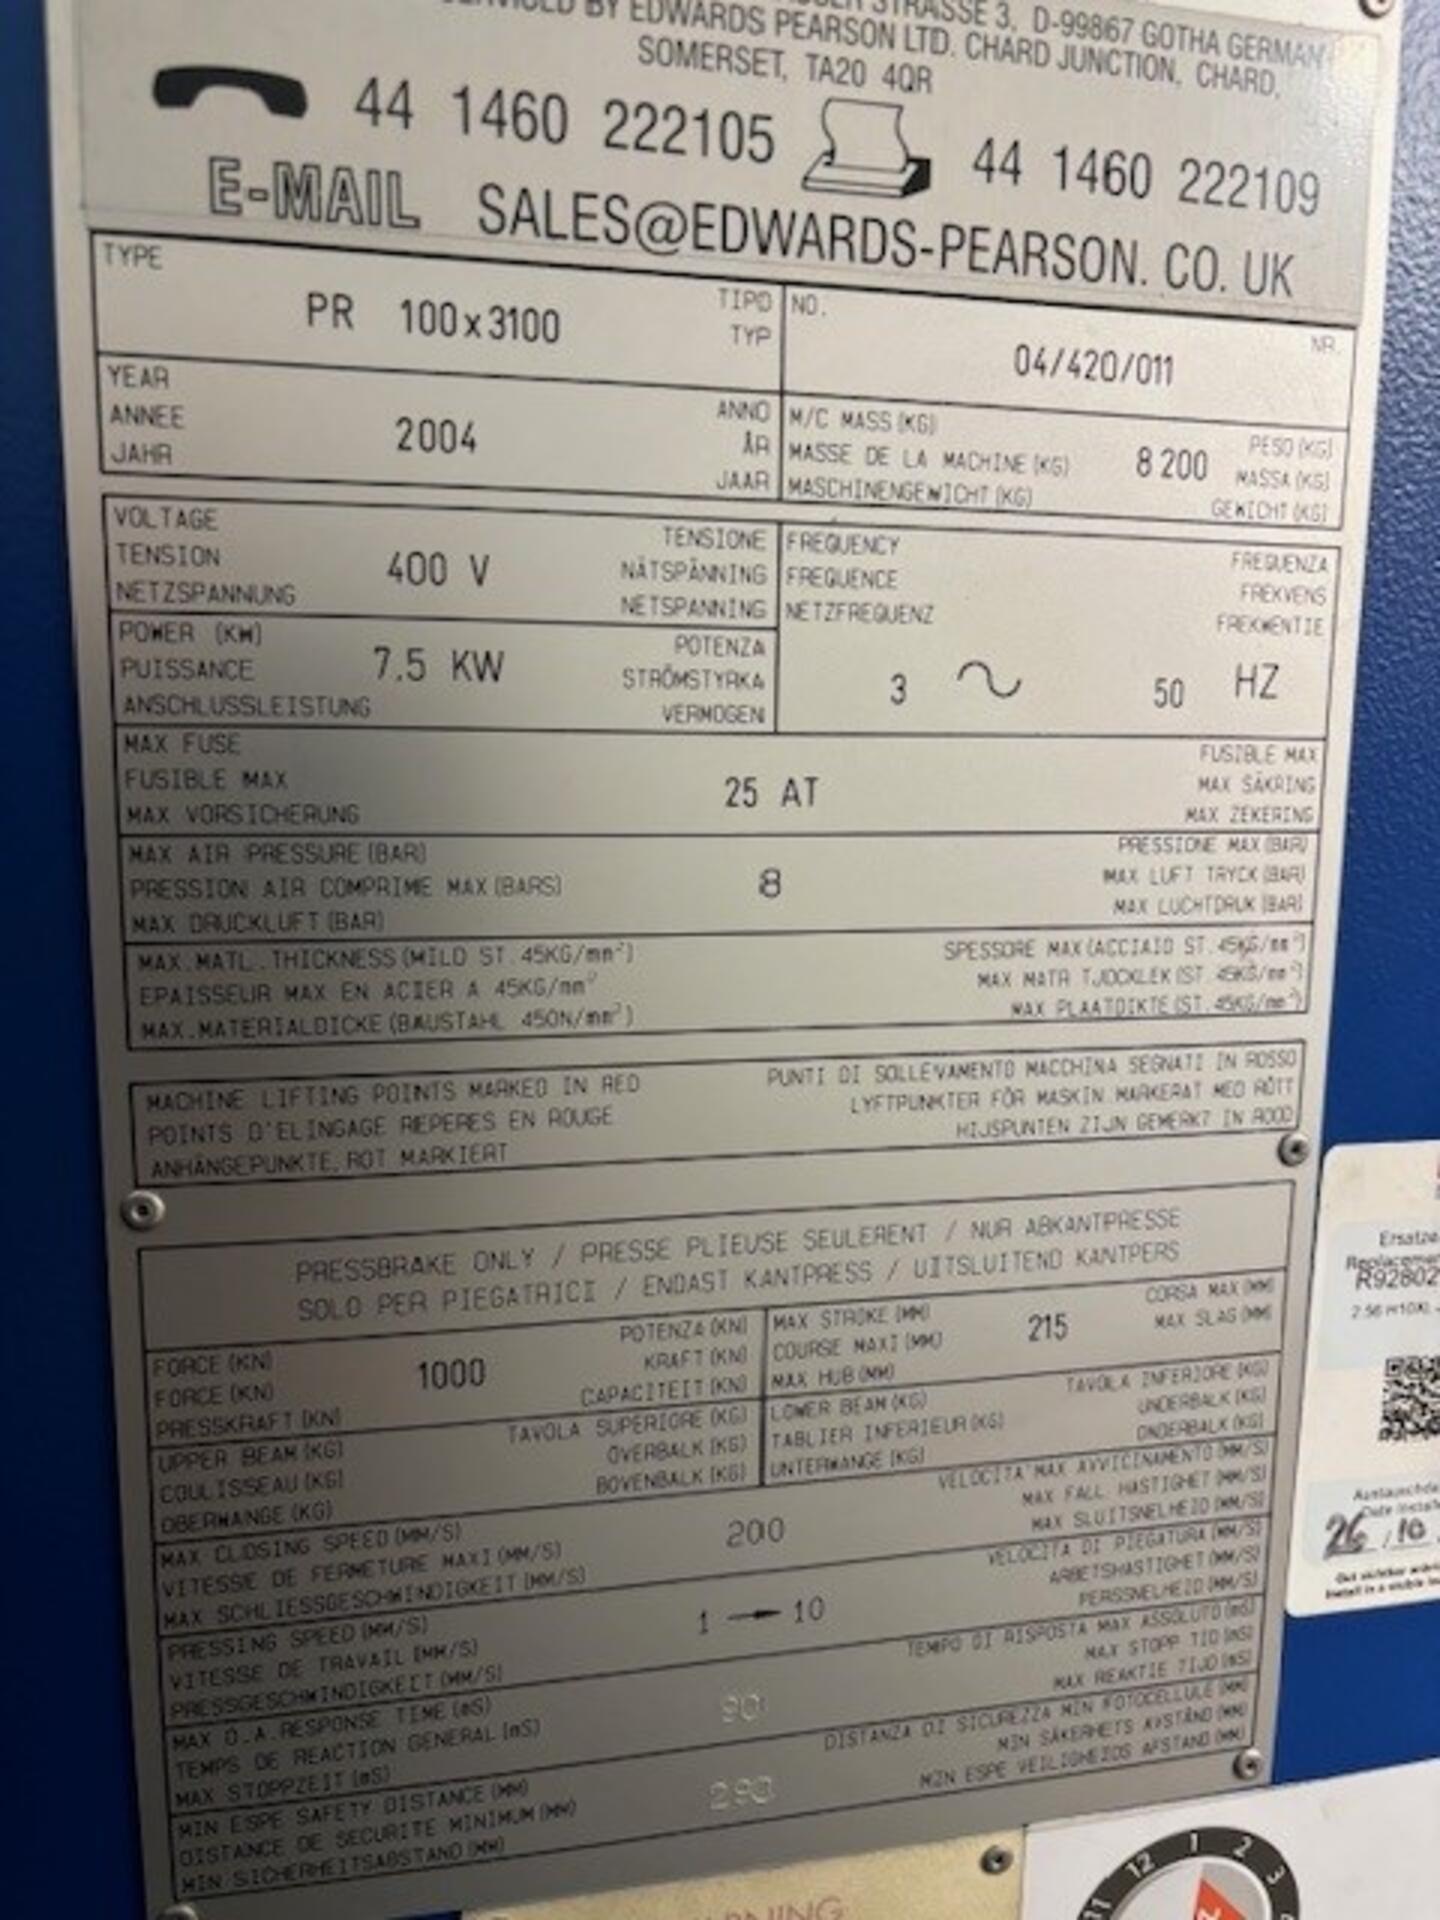 STRASSE 3, D-99867 GOTHA GERMAN
BY EDWARDS PEARSON LTD. CHARD JUNCTION, CHARD,
SOMERSET, TA20 4QR
44 1460 222105 44 1460 222109
E-MAIL SALES@EDWARDS-PEARSON.CO.UK
TYPE PR 100x3100 TIPO
TYP
NO. 04/420/011 NR.
YEAR
ANNEE
JAHR
2004
ANNO
ÅR
JAAR
M/C MASS (KG)
MASSE DE LA MACHINE (KG)
MASCHINENGEWICHT (KG)
8 200
PESO (KG)
MASSA (KG)
GEWICHT (KG)
VOLTAGE
TENSION
NETZSPANNUNG
400 V
TENSIONE
NÄTSPÄNNING
NETSPANNING
FREQUENCY
FREQUENCE
NETZFREQUENZ
FREQUENZA
FREKVENS
FREKWENTIE
3 ~ 50 HZ
POWER (KW)
PUISSANCE
ANSCHLUSSLEISTUNG
7.5 KW
POTENZA
STRÖMSTYRKA
VERMOGEN
MAX FUSE
FUSIBLE MAX
MAX VORSICHERUNG
25 AT
FUSIBLE MAX
MAX SÄKRING
MAX ZEKERING
MAX AIR PRESSURE (BAR)
PRESSION AIR COMPRIME MAX (BARS)
MAX DRUCKLUFT (BAR)
8
PRESSIONE MAX (BAR)
MAX LUFT TRYCK (BAR)
MAX LUCHTDRUK (BAR)
MAX.MATL.THICKNESS (MILD ST. 45KG/mm²)
EPAISSEUR MAX EN ACIER A 45KG/mm²
MAX.MATERIALDICKE (BAUSTAHL 450N/mm²)
SPESSORE MAX (ACCIAIO ST. 45KG/mm²)
MAX MATR TJOCKLEK (ST. 45KG/mm²)
MAX PLAATDIKTE (ST. 45KG/mm²)
MACHINE LIFTING POINTS MARKED IN RED
POINTS D'ELINGAGE REPERES EN ROUGE
ANHÄNGEPUNKTE, ROT MARKIERT
PUNTI DI SOLLEVAMENTO MACCHINA SEGNATI IN ROSSO
LYFTPUNKTER FÖR MASKIN MARKERAT MED RÖTT
HIJSPUNTEN ZIJN GEMERKT IN ROOD
PRESSBRAKE ONLY / PRESSE PLIEUSE SEULERENT / NUR ABKANTPRESSE
SOLO PER PIEGATRICI / ENDAST KANTPRESS / UITSLUITEND KANTPERS
FORCE (KN)
FORCE (KN)
PRESSKRAFT (KN)
1000
POTENZA (KN)
KRAFT (KN)
CAPACITEIT (KN)
MAX STROKE (MM)
COURSE MAXI (MM)
MAX HUB (MM)
215
CORSA MAX (MM)
MAX SLAG (MM)
UPPER BEAM (KG)
COULISSEAU (KG)
OBERWANGE (KG)
TAVOLA SUPERIORE (KG)
OVERBALK (KG)
BOVENBALK (KG)
LOWER BEAM (KG)
TABLIER INFERIEUR (KG)
UNTERWANGE (KG)
TAVOLA INFERIORE (KG)
UNDERBALK (KG)
ONDERBALK (KG)
MAX CLOSING SPEED (MM/S)
VITESSE DE FERMETURE MAXI (MM/S)
MAX SCHLIESSGESCHWINDIGKEIT (MM/S)
200
VELOCITA' MAX AVVICINAMENTO (MM/S)
MAX FALL HASTIGHET (MM/S)
MAX SLUITSNELHEID (MM/S)
PRESSING SPEED (MM/S)
VITESSE DE TRAVAIL (MM/S)
PRESSGESCHWINDIGKEIT (MM/S)
1 → 10
VELOCITA DI PIEGATURA (MM/S)
ARBETSHASTIGHET (MM/S)
PERSSNELHEID (MM/S)
MAX O.A.RESPONSE TIME (mS)
TEMPS DE REACTION GENERAL (mS)
MAX STOPPZEIT (mS)
90
TEMPO DI RISPOSTA MAX ASSOLUTO (mS)
MAX STOPP TID (mS)
MAX REAKTIE TIJD (mS)
MIN ESPE SAFETY DISTANCE (MM)
DISTANCE DE SECURITE MINIMUM (MM)
MIN SICHERHEITSABSTAND (MM)
DISTANZA DI SICUREZZA MIN FOTOCELLULE (MM)
MIN SÄKERHETS AVSTÅND (MM)
MIN ESPE VEILIGHEIDS AFSTAND (MM)
Replacement
26 / 10
12 1 2 3
11